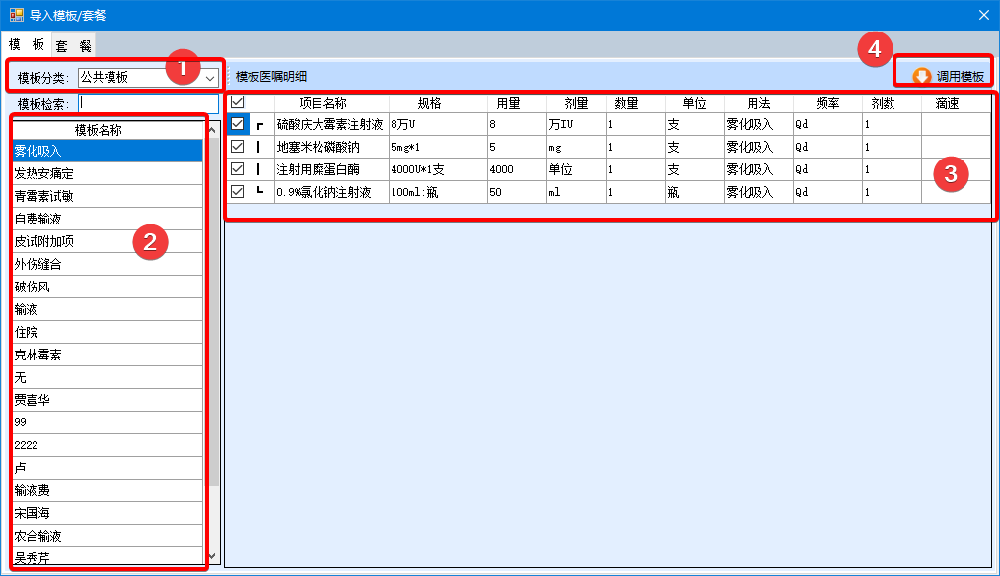 导入模板/套餐
模 板 套 餐
模板分类: 公共模板 1
模板检索:
模板医嘱明细
4
调用模板
模板名称
雾化吸入
发热安痛定
青霉素试敏
自费输液
皮试附加项
外伤缝合
破伤风
输液
住院
克林霉素
无
贾喜华
99
2222
卢
输液费
宋国海
农合输液
吴秀芹
2
项目名称 规格 用量 剂量 数量 单位 用法 频率 剂数 滴速
硫酸庆大霉素注射液 8万U 8 万IU 1 支 雾化吸入 Qd 1
地塞米松磷酸钠 5mg*1 5 mg 1 支 雾化吸入 Qd 1
注射用糜蛋白酶 4000U*1支 4000 单位 1 支 雾化吸入 Qd 1
0.9%氯化钠注射液 100ml:瓶 50 ml 1 瓶 雾化吸入 Qd 1
3